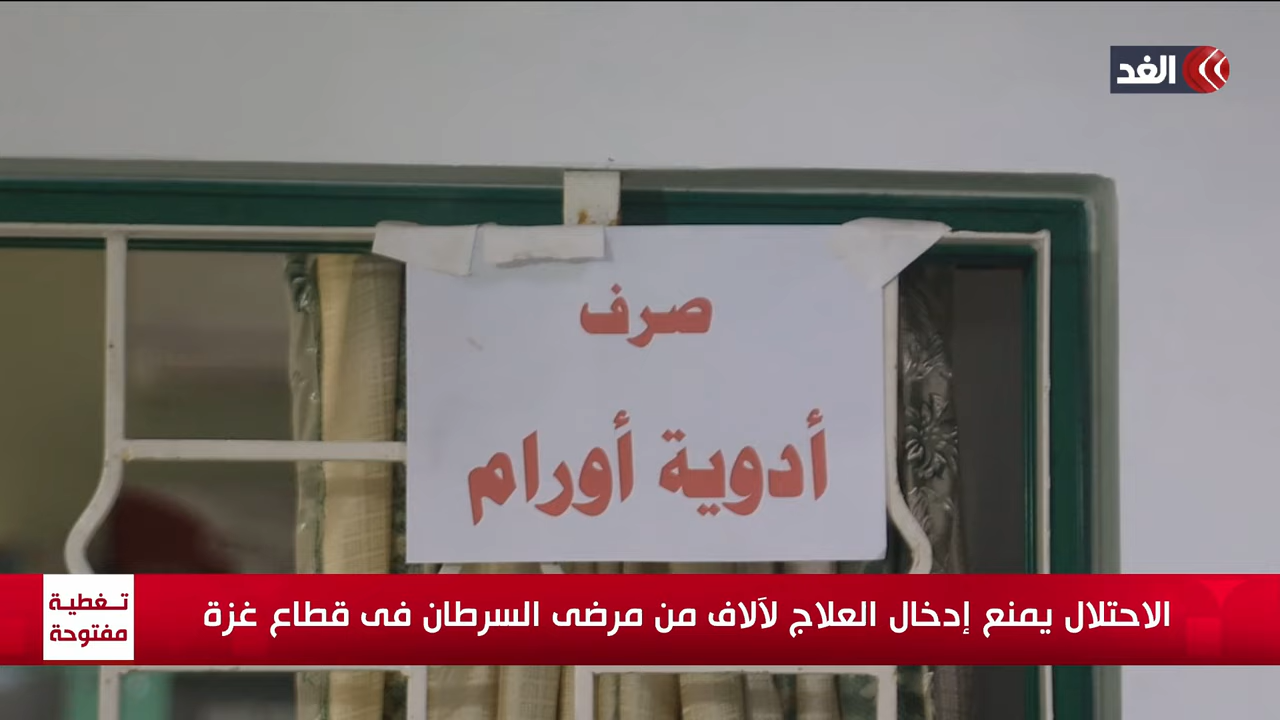 الغد
صرف
أدوية أورام
الاحتلال يمنع إدخال العلاج لآلاف من مرضى السرطان فى قطاع غزة
تغطية
مفتوحة